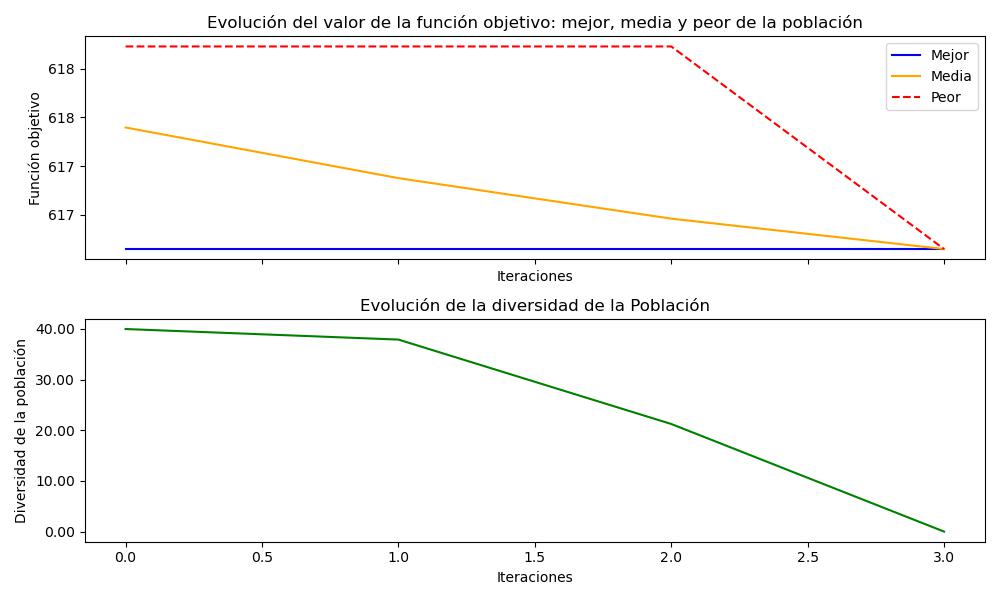 Evolución del valor de la función objetivo: mejor, media y peor de la población
Función objetivo
618
618
617
617
Mejor
Media
Peor
Iteraciones
Evolución de la diversidad de la Población
Diversidad de la población
40.00
30.00
20.00
10.00
0.00
0.0 0.5 1.0 1.5 2.0 2.5 3.0
Iteraciones